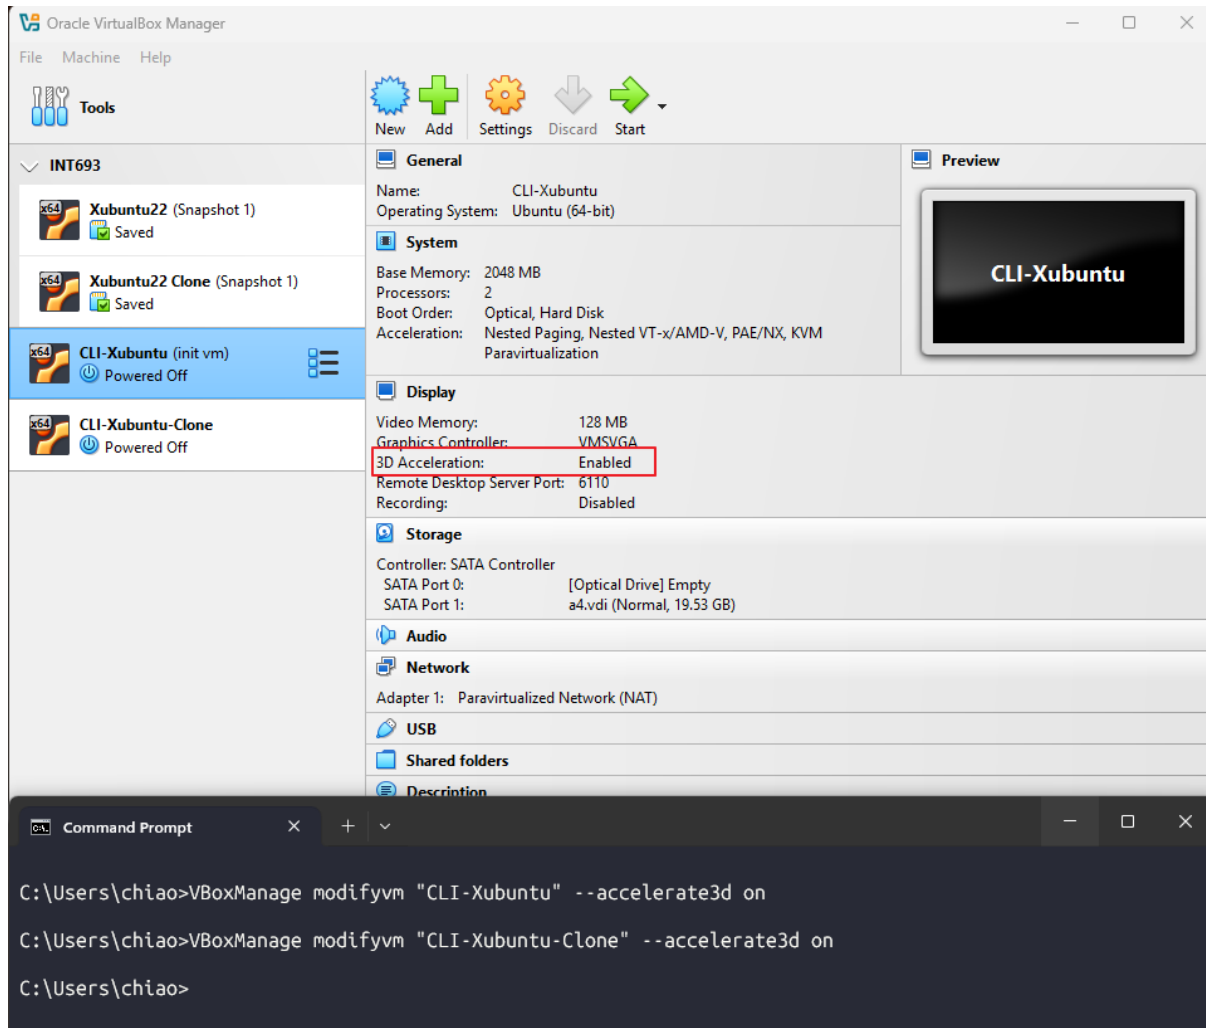 Oracle VirtualBox Manager
File Machine Help
Tools
New Add Settings Discard Start
INT693
x64 Xubuntu22 (Snapshot 1)
Saved
x64 Xubuntu22 Clone (Snapshot 1)
Saved
x64 CLI-Xubuntu (init vm)
Powered Off
x64 CLI-Xubuntu-Clone
Powered Off
General
Name: CLI-Xubuntu
Operating System: Ubuntu (64-bit)
System
Base Memory: 2048 MB
Processors: 2
Boot Order: Optical, Hard Disk
Acceleration: Nested Paging, Nested VT-x/AMD-V, PAE/NX, KVM
Paravirtualization
Preview
CLI-Xubuntu
Display
Video Memory: 128 MB
Graphics Controller: VMSVGA
3D Acceleration: Enabled
Remote Desktop Server Port: 6110
Recording: Disabled
Storage
Controller: SATA Controller
SATA Port 0: [Optical Drive] Empty
SATA Port 1: a4.vdi (Normal, 19.53 GB)
Audio
Network
Adapter 1: Paravirtualized Network (NAT)
USB
Shared folders
Description
Command Prompt
C:\Users\chiao>VBoxManage modifyvm "CLI-Xubuntu" --accelerate3d on
C:\Users\chiao>VBoxManage modifyvm "CLI-Xubuntu-Clone" --accelerate3d on
C:\Users\chiao>